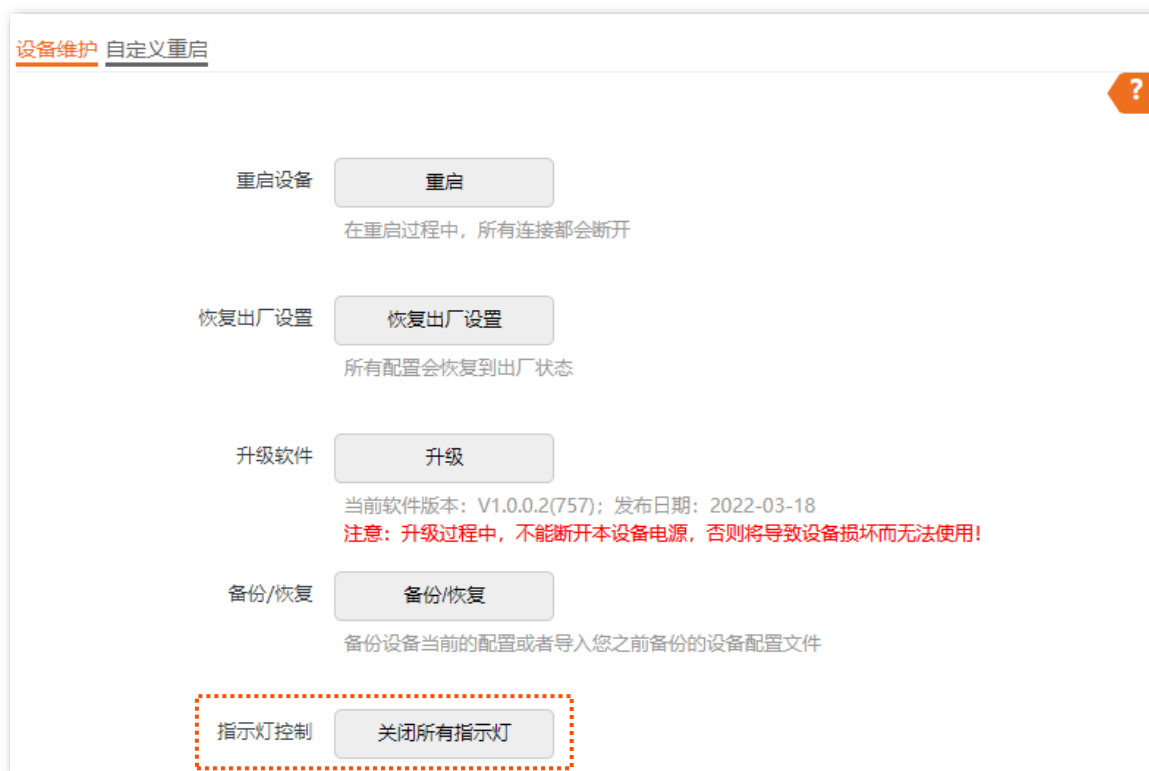 设备维护 自定义重启
?
重启设备 重启
在重启过程中，所有连接都会断开
恢复出厂设置 恢复出厂设置
所有配置会恢复到出厂状态
升级软件 升级
当前软件版本：V1.0.0.2(757)；发布日期：2022-03-18
注意：升级过程中，不能断开本设备电源，否则将导致设备损坏而无法使用！
备份/恢复 备份/恢复
备份设备当前的配置或者导入您之前备份的设备配置文件
指示灯控制 关闭所有指示灯